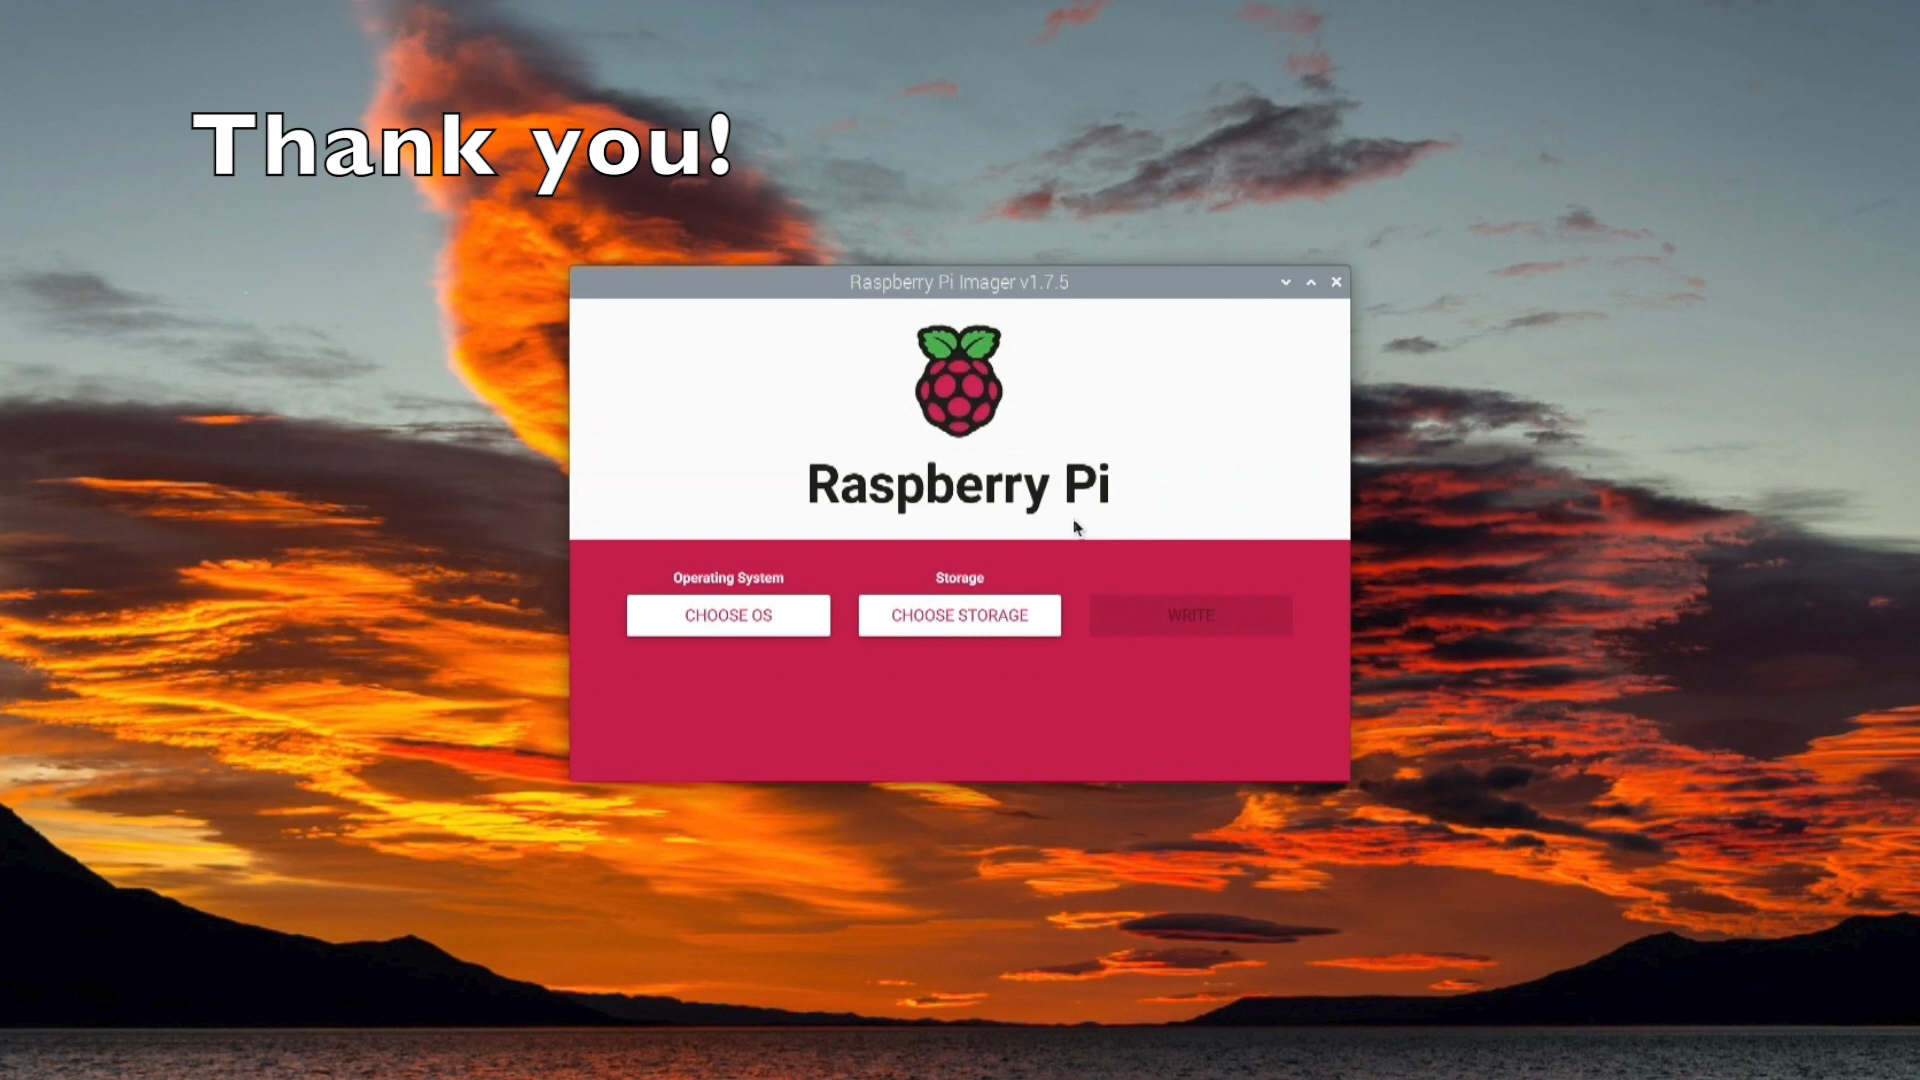 Thank you!
Raspberry Pi Imager v1.7.5
Raspberry Pi
Operating System
Storage
CHOOSE OS
CHOOSE STORAGE
WRITE